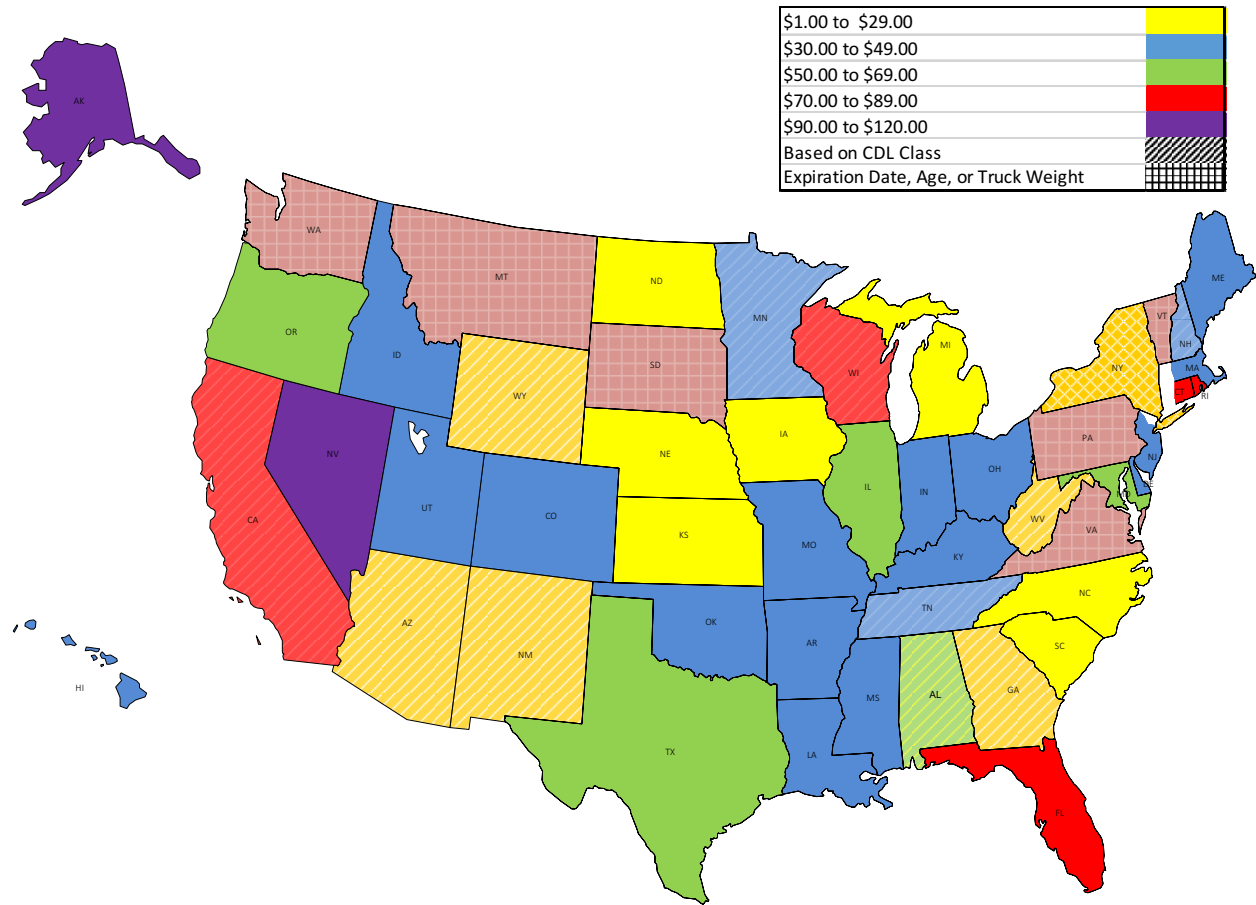 $1.00 to $29.00
$30.00 to $49.00
$50.00 to $69.00
$70.00 to $89.00
$90.00 to $120.00
Based on CDL Class
Expiration Date, Age, or Truck Weight
AK
WA
MT
ND
MN
ME
OR
ID
SD
WI
MI
VT
NH
NY
MA
CT
RI
WY
IA
PA
NE
NV
UT
CO
IL
IN
OH
NJ
DE
MD
CA
KS
MO
KY
WV
VA
AZ
NM
OK
AR
TN
NC
SC
HI
TX
LA
MS
AL
GA
FL